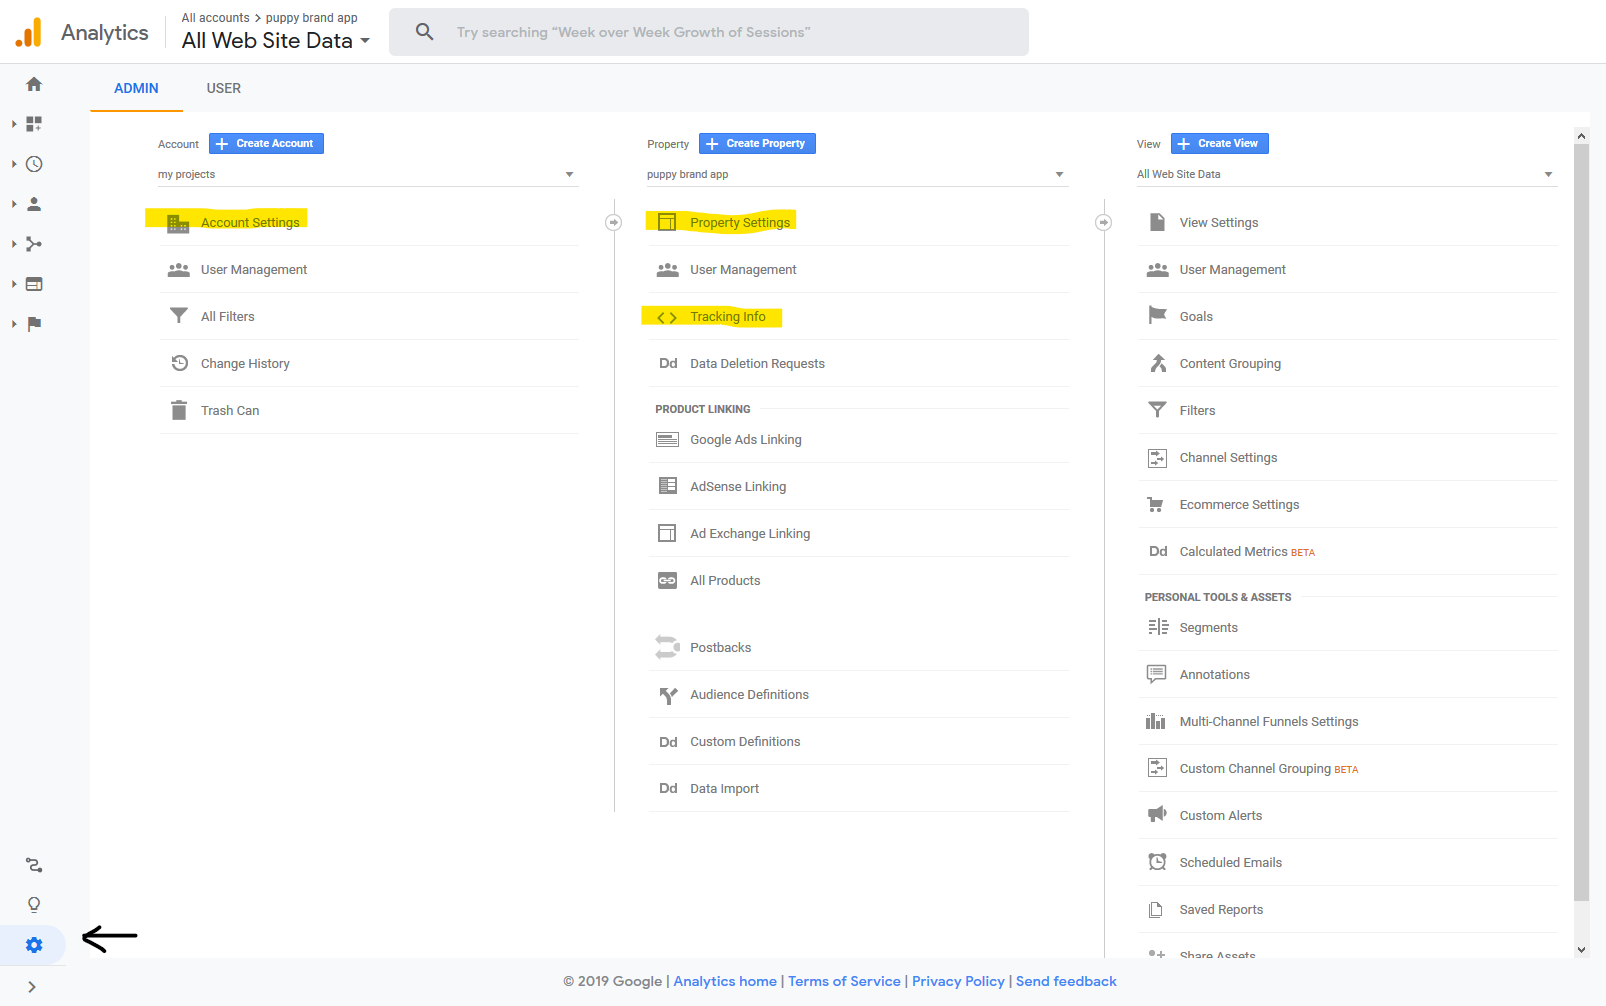 Analytics
All accounts > puppy brand app
All Web Site Data
Try searching “Week over Week Growth of Sessions”
ADMIN
USER
Account
Create Account
my projects
Account Settings
User Management
All Filters
Change History
Trash Can
Property
Create Property
puppy brand app
Property Settings
User Management
Tracking Info
Dd Data Deletion Requests
PRODUCT LINKING
Google Ads Linking
AdSense Linking
Ad Exchange Linking
All Products
Postbacks
Audience Definitions
Dd Custom Definitions
Dd Data Import
View
Create View
All Web Site Data
View Settings
User Management
Goals
Content Grouping
Filters
Channel Settings
Ecommerce Settings
Dd Calculated Metrics BETA
PERSONAL TOOLS & ASSETS
Segments
Annotations
Multi-Channel Funnels Settings
Custom Channel Grouping BETA
Custom Alerts
Scheduled Emails
Saved Reports
Share Assets
© 2019 Google | Analytics home | Terms of Service | Privacy Policy | Send feedback